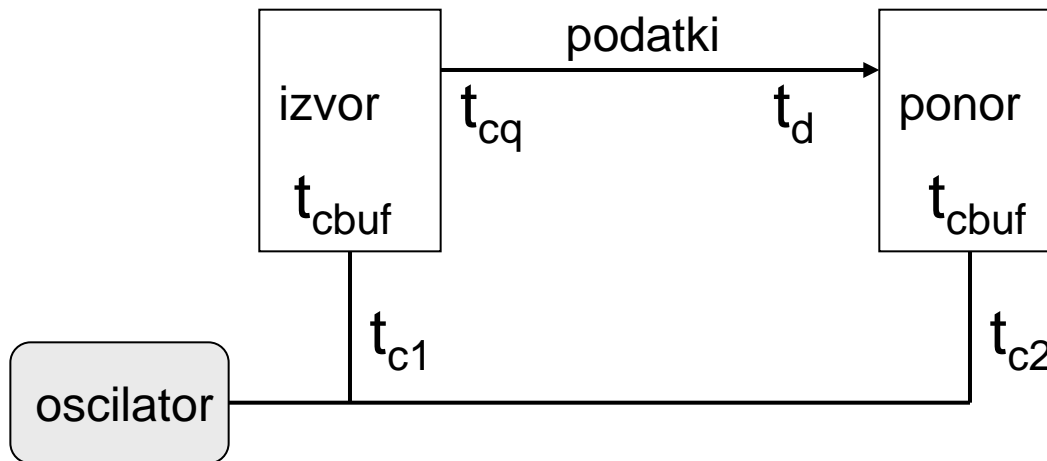 podatki
izvor
t_cq
t_d
ponor
t_cbuf
t_cbuf
t_c1
t_c2
oscilator